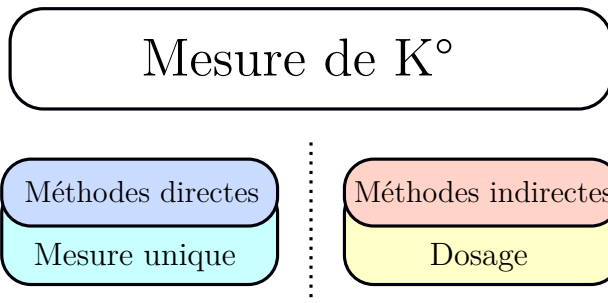 Mesure de K°
Méthodes directes
Mesure unique
Méthodes indirectes
Dosage